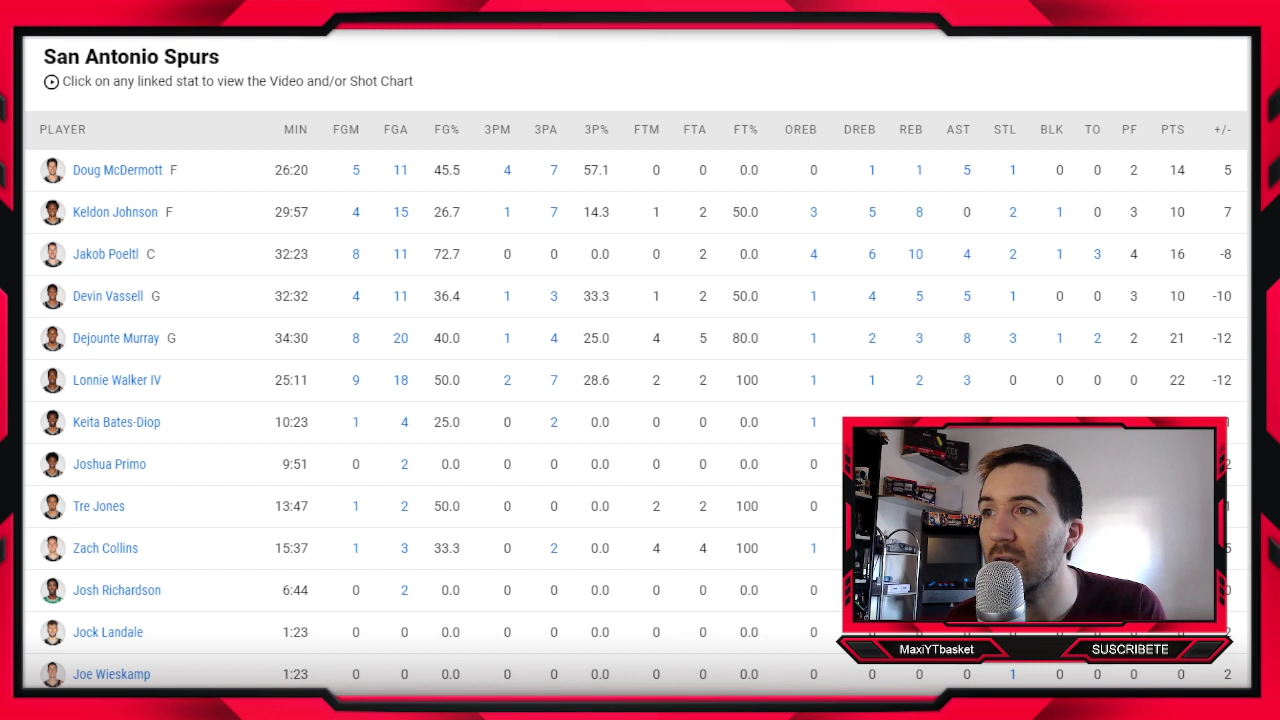 San Antonio Spurs
Click on any linked stat to view the Video and/or Shot Chart
PLAYER MIN FGM FGA FG% 3PM 3PA 3P% FTM FTA FT% OREB DREB REB AST STL BLK TO PF PTS +/-
Doug McDermott F 26:20 5 11 45.5 4 7 57.1 0 0 0.0 0 1 1 5 1 0 0 2 14 5
Keldon Johnson F 29:57 4 15 26.7 1 7 14.3 1 2 50.0 3 5 8 0 2 1 0 3 10 7
Jakob Poeltl C 32:23 8 11 72.7 0 0 0.0 0 2 0.0 4 6 10 4 2 1 3 4 16 -8
Devin Vassell G 32:32 4 11 36.4 1 3 33.3 1 2 50.0 1 4 5 5 1 0 0 3 10 -10
Dejounte Murray G 34:30 8 20 40.0 1 4 25.0 4 5 80.0 1 2 3 8 3 1 2 2 21 -12
Lonnie Walker IV 25:11 9 18 50.0 2 7 28.6 2 2 100 1 1 2 3 0 0 0 0 22 -12
Keita Bates-Diop 10:23 1 4 25.0 0 2 0.0 0 0 0.0 1
Joshua Primo 9:51 0 2 0.0 0 0 0.0 0 0 0.0 0
Tre Jones 13:47 1 2 50.0 0 0 0.0 2 2 100 0
Zach Collins 15:37 1 3 33.3 0 2 0.0 4 4 100 1
Josh Richardson 6:44 0 2 0.0 0 0 0.0 0 0 0.0 0
Jock Landale 1:23 0 0 0.0 0 0 0.0 0 0 0.0 0
MaxiYTbasket SUSCRIBETE
Joe Wieskamp 1:23 0 0 0.0 0 0 0.0 0 0 0.0 0 0 0 0 1 0 0 0 0 2